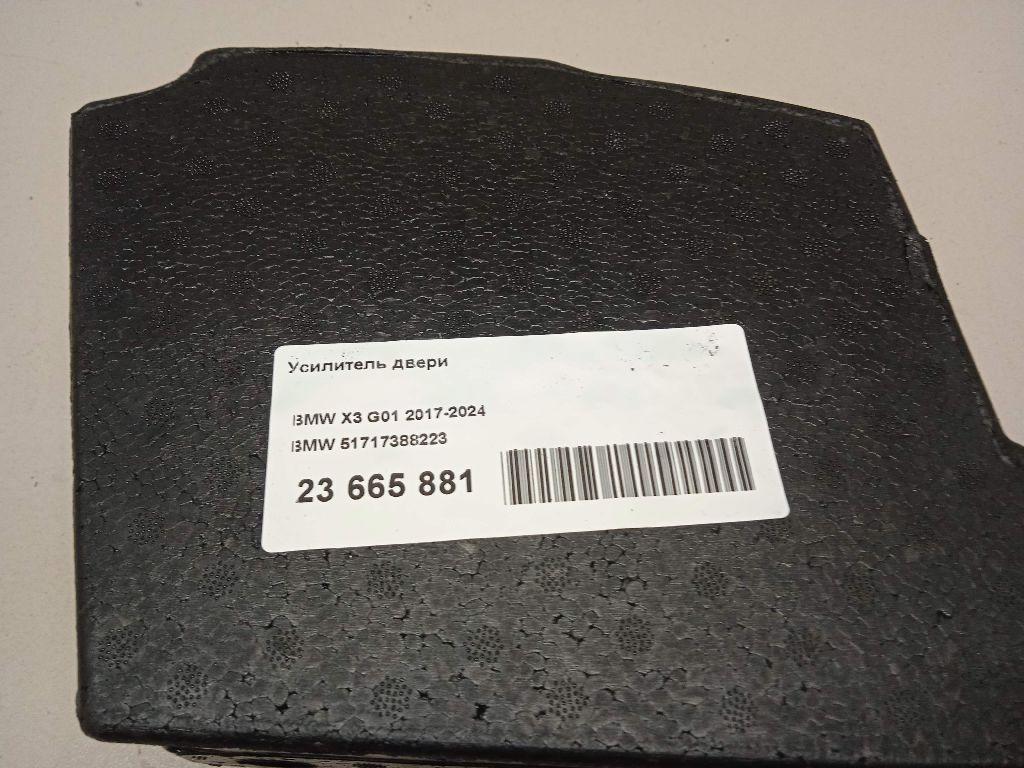 Усилитель двери
BMW X3 G01 2017-2024
BMW 51717388223
23 665 881